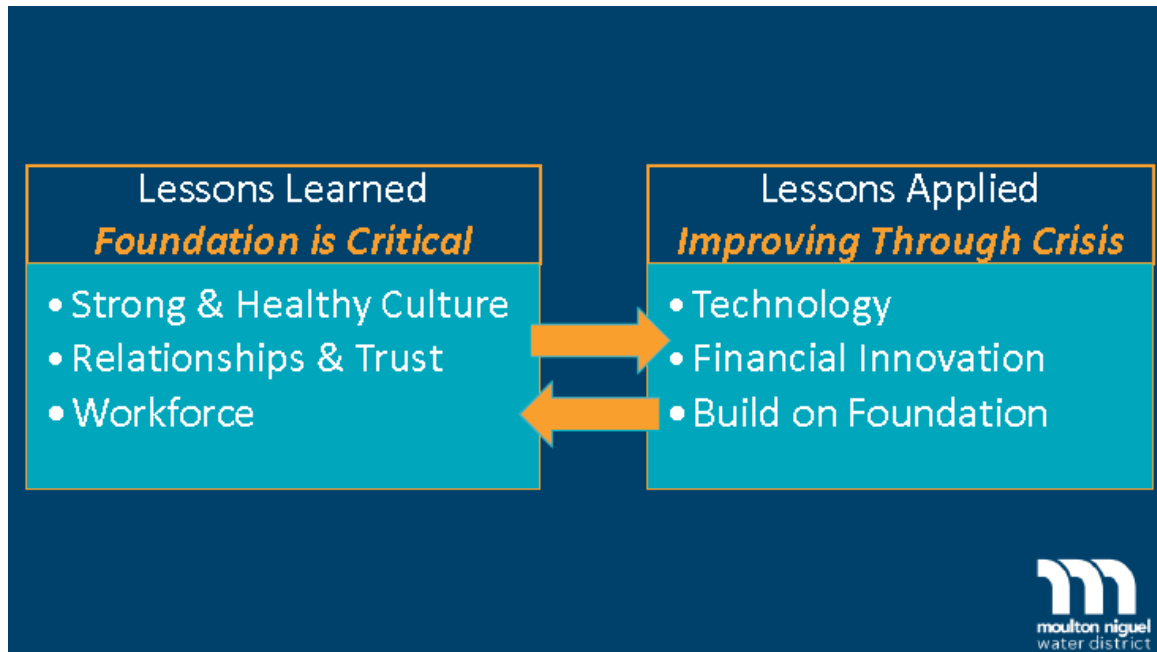 Lessons Learned
Foundation is Critical
• Strong & Healthy Culture
• Relationships & Trust
• Workforce
Lessons Applied
Improving Through Crisis
• Technology
• Financial Innovation
• Build on Foundation
moulton niguel
water district